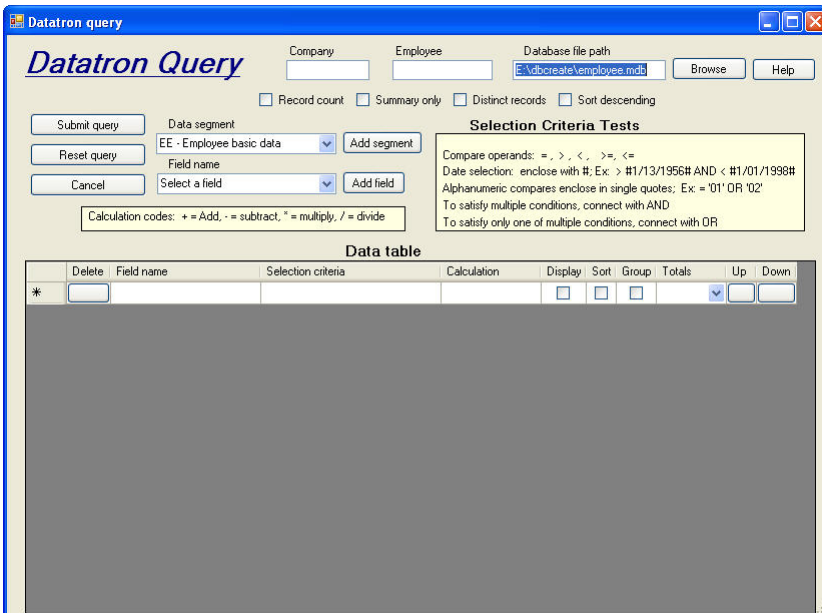 Datatron query
Datatron Query
Company Employee Database file path
E:\dbcreate\employee.mdb Browse Help
Record count Summary only Distinct records Sort descending
Submit query Data segment Selection Criteria Tests
EE - Employee basic data Add segment
Reset query Field name
Cancel Select a field Add field
Compare operands: = , > , < , >=, <=
Date selection: enclose with #; Ex: > #1/13/1956# AND < #1/01/1998#
Alphanumeric compares enclose in single quotes; Ex: = '01' OR '02'
To satisfy multiple conditions, connect with AND
To satisfy only one of multiple conditions, connect with OR
Calculation codes: + = Add, - = subtract, * = multiply, / = divide
Data table
Delete Field name Selection criteria Calculation Display Sort Group Totals Up Down
*